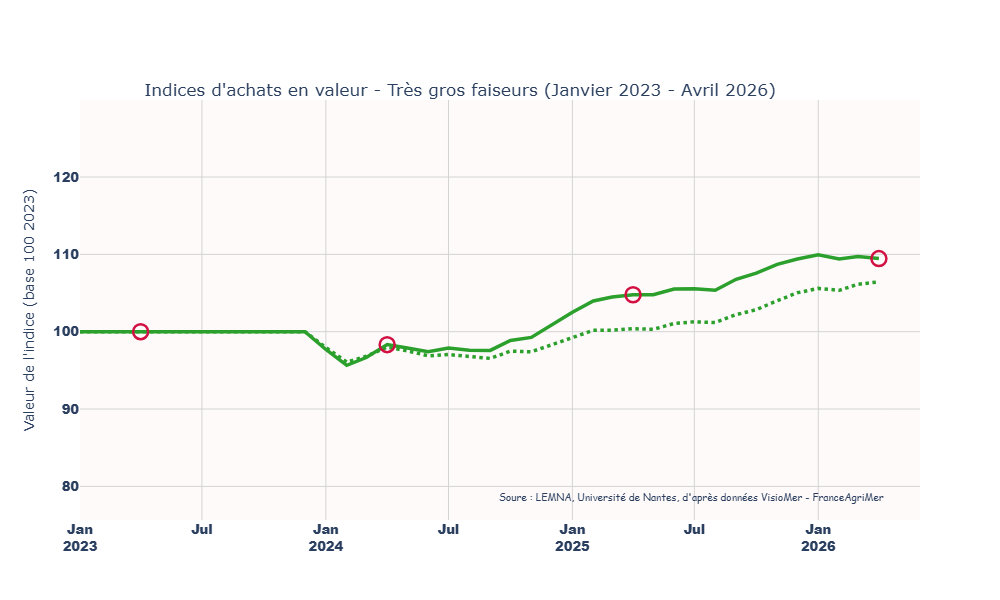 Indices d'achats en valeur - Très gros faiseurs (Janvier 2023 - Avril 2026)
Valeur de l'indice (base 100 2023)
120
110
100
90
80
Soure : LEMNA, Université de Nantes, d'après données VisioMer - FranceAgriMer
Jan Jul Jan Jul Jan Jul Jan
2023 2024 2025 2026